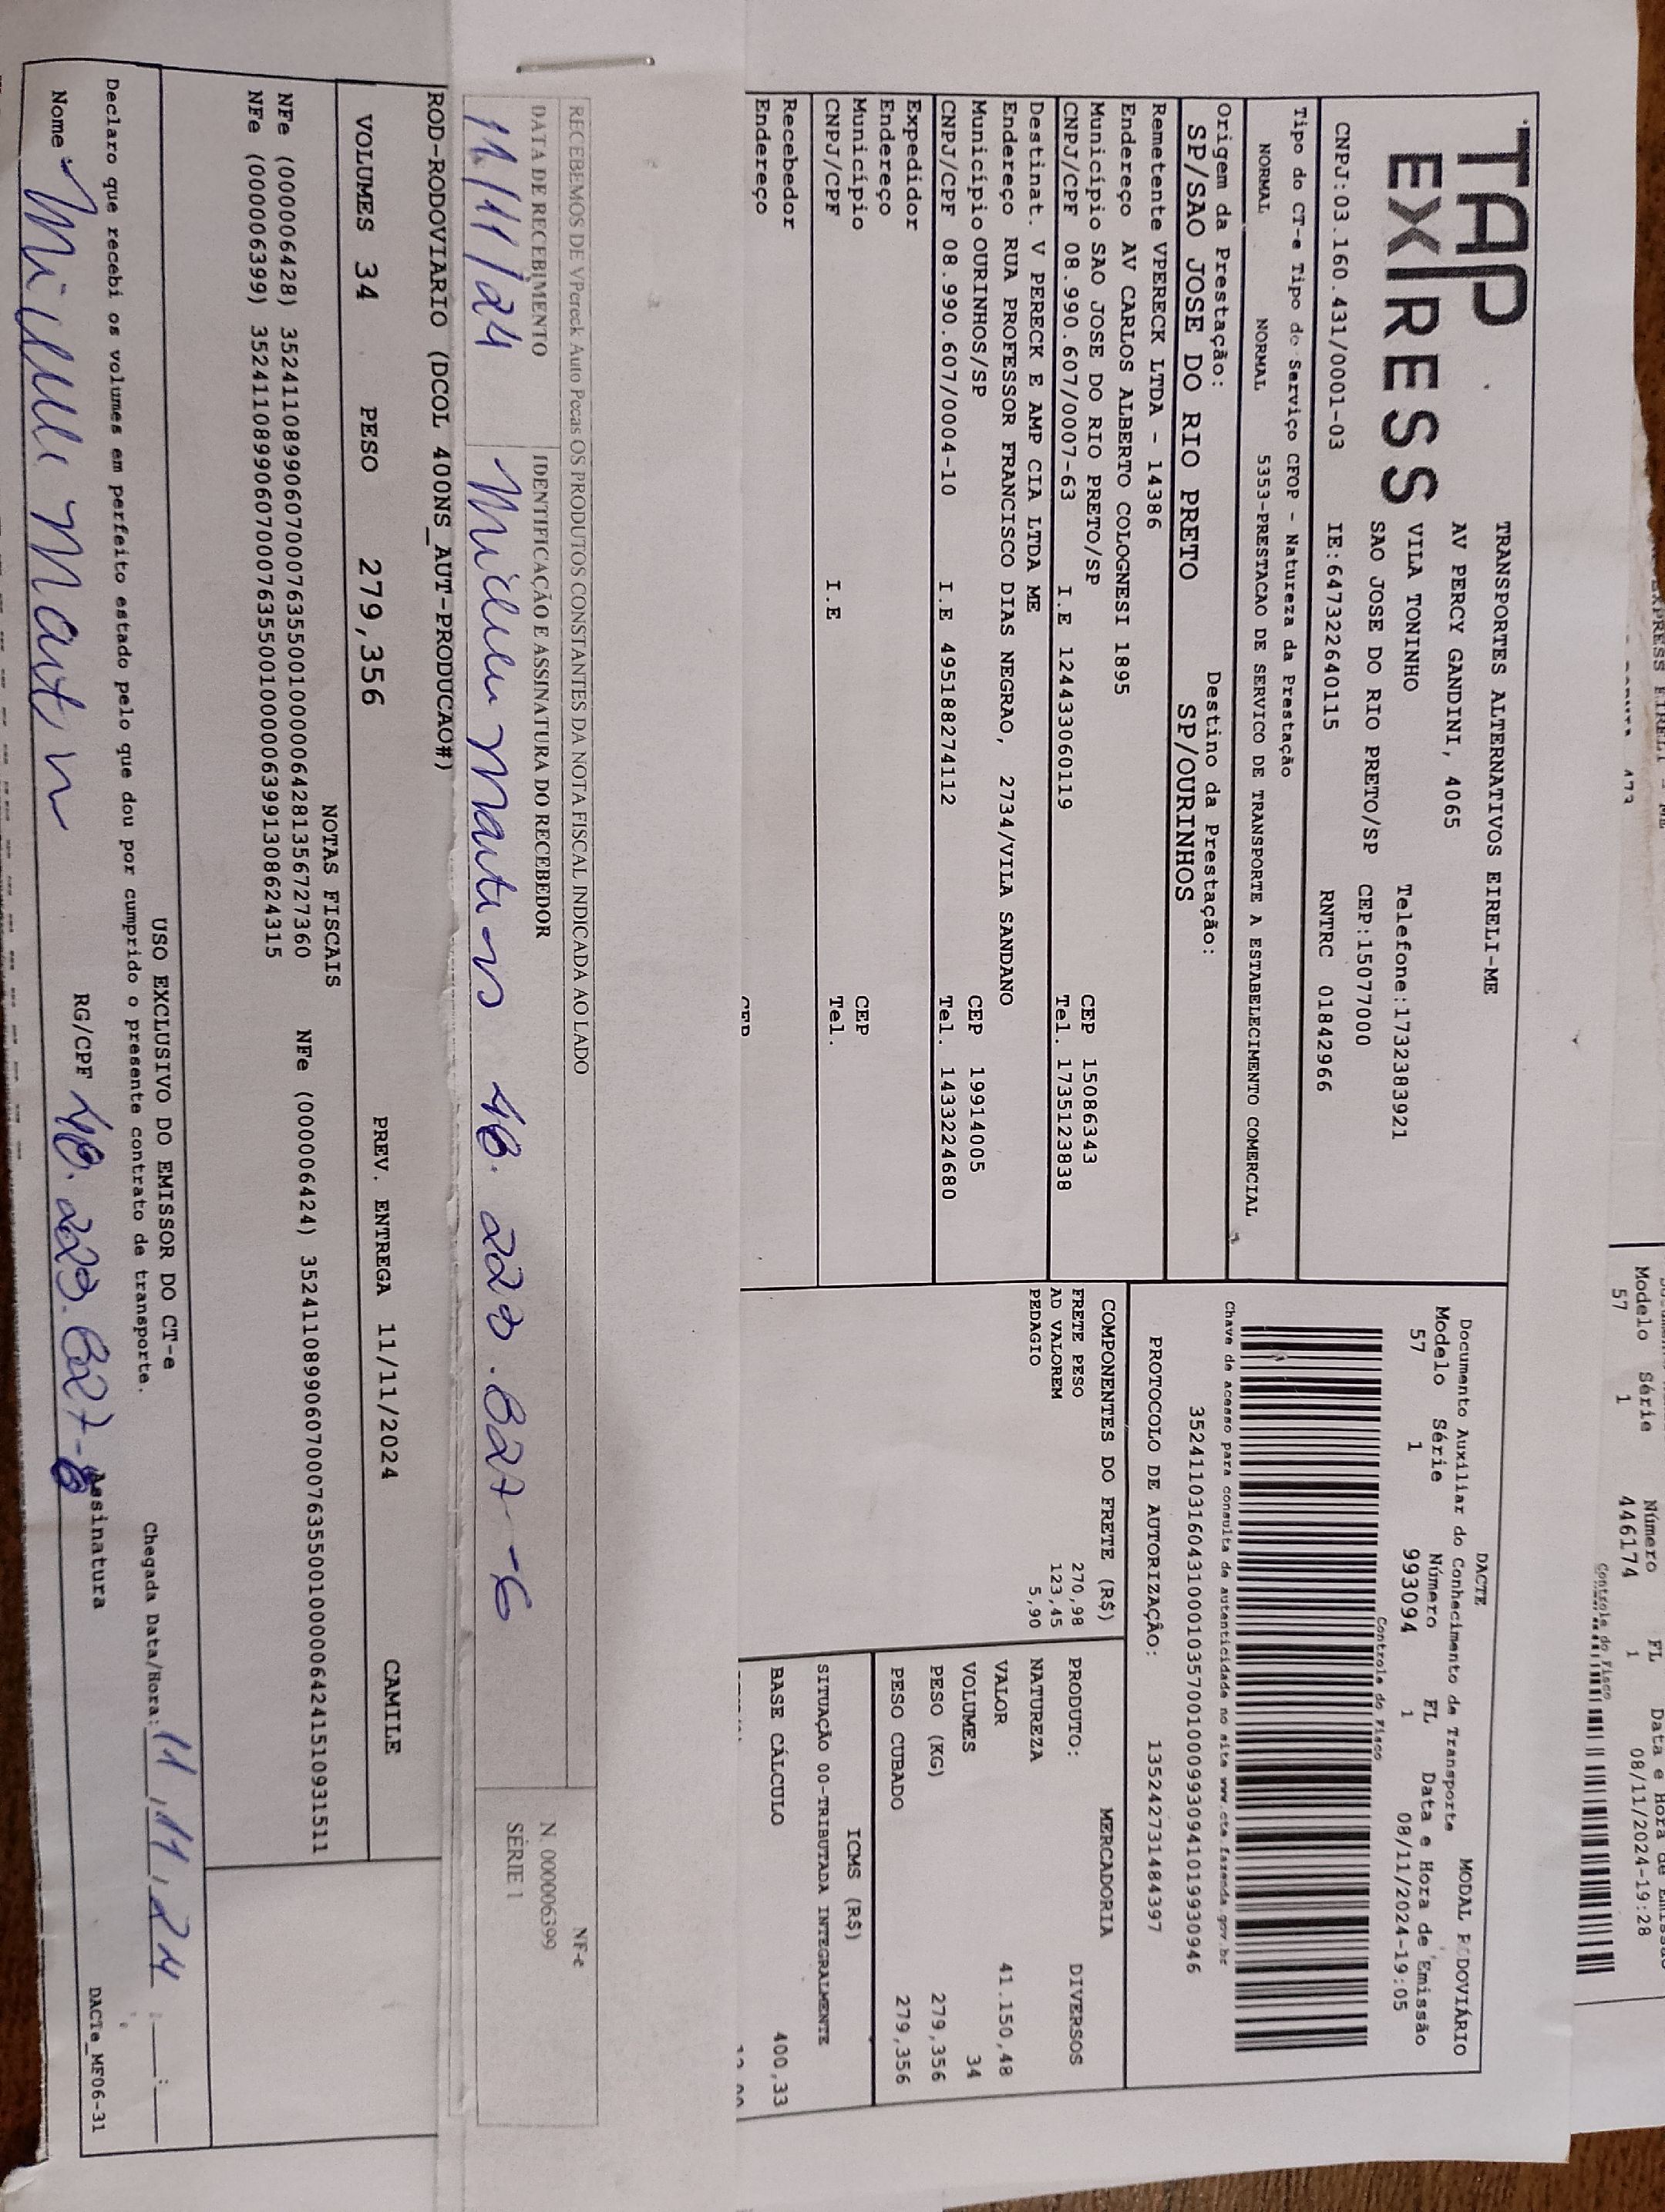 TAP
EXPRESS
TRANSPORTES ALTERNATIVOS EIRELI-ME
AV PERCY GANDINI, 4065
VILA TONINHO Telefone:1732383921
SAO JOSE DO RIO PRETO/SP CEP:15077000
CNPJ:03.160.431/0001-03 IE:647322640115 RNTRC 01842966
DACTE
Documento Auxiliar do Conhecimento de Transporte MODAL RODOVIÁRIO
Modelo Série Número FL Data e Hora de Emissão
57 1 993094 1 08/11/2024-19:05
Controle do Fisco
Tipo do CT-e Tipo do Serviço CFOP - Natureza da Prestação
NORMAL NORMAL 5353-PRESTACAO DE SERVICO DE TRANSPORTE A ESTABELECIMENTO COMERCIAL
Chave de acesso para consulta de autenticidade no site www.cte.fazenda.gov.br
35241103160431000103570010009930941019930946
Origem da Prestação: Destino da Prestação:
SP/SAO JOSE DO RIO PRETO SP/OURINHOS
PROTOCOLO DE AUTORIZAÇÃO: 135242731484397
Remetente VPERECK LTDA - 14386
Endereço AV CARLOS ALBERTO COLOGNESI 1895
Município SAO JOSE DO RIO PRETO/SP CEP 15086343
CNPJ/CPF 08.990.607/0007-63 I.E 124433060119 Tel. 173512383８
Destinat. V PERECK E AMP CIA LTDA ME
Endereço RUA PROFESSOR FRANCISCO DIAS NEGRAO, 2734/VILA SANDANO
Município OURINHOS/SP CEP 19914005
CNPJ/CPF 08.990.607/0004-10 I.E 495188274112 Tel. 1433224680
Expedidor
Endereço
Município CEP
CNPJ/CPF I.E Tel.
Recebedor
Endereço
CEP
COMPONENTES DO FRETE (R$)
FRETE PESO 270,98
AD VALOREM 123,45
PEDAGIO 5,90
MERCADORIA
PRODUTO: DIVERSOS
NATUREZA
VALOR 41.150,48
VOLUMES 34
PESO (KG) 279,356
PESO CUBADO 279,356
ICMS (R$)
SITUAÇÃO 00-TRIBUTADA INTEGRALMENTE
BASE CÁLCULO 400,33
RECEBEMOS DE VPereck Auto Pecas OS PRODUTOS CONSTANTES DA NOTA FISCAL INDICADA AO LADO
DATA DE RECEBIMENTO IDENTIFICAÇÃO E ASSINATURA DO RECEBEDOR
11/11/24
NF-e
N. 000006399
SÉRIE 1
ROD-RODOVIARIO (DCOL 400NS_AUT-PRODUCAO#)
VOLUMES 34 PESO 279,356 PREV. ENTREGA 11/11/2024 CAMILE
NOTAS FISCAIS
NFe (000006428) 35241108990607000763550010000064281356727360 NFe (000006424) 35241108990607000763550010000064241510931511
NFe (000006399) 35241108990607000763550010000063991308624315
USO EXCLUSIVO DO EMISSOR DO CT-e
Declaro que recebi os volumes em perfeito estado pelo que dou por cumprido o presente contrato de transporte.
Chegada Data/Hora: 11/11/24
Nome RG/CPF Assinatura
DACTe_MF06-31
Modelo Série Número FL Data e Hora de Emissão
57 1 446174 1 08/11/2024-19:28
Controle do Fisco